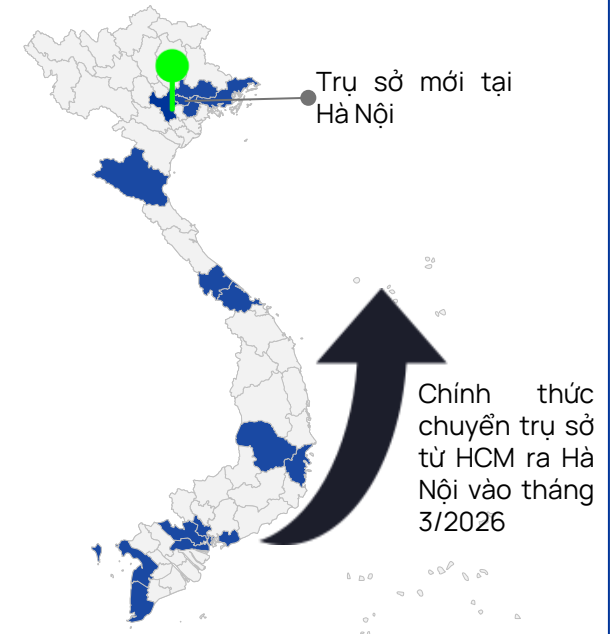 Trụ sở mới tại
Hà Nội
Chính thức
chuyển trụ sở
từ HCM ra Hà
Nội vào tháng
3/2026